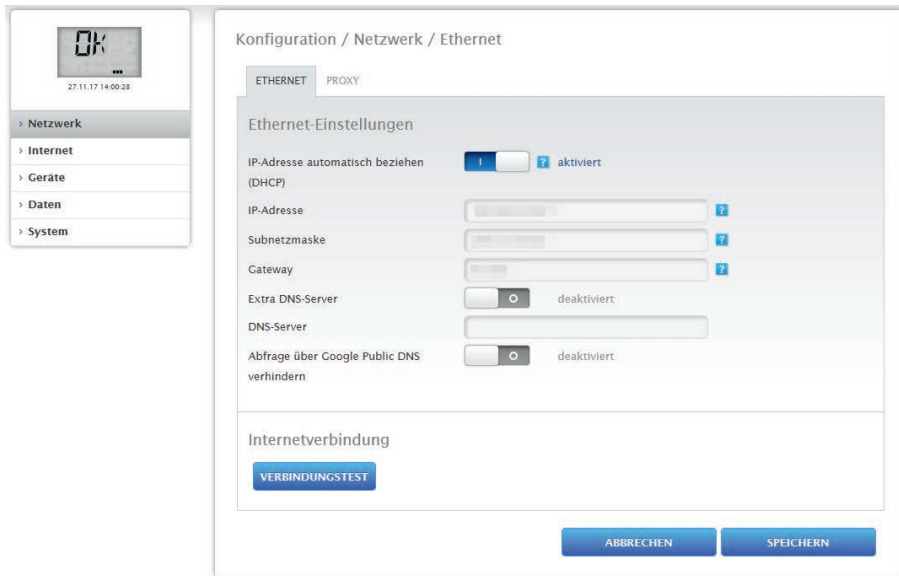 OK
27.11.17 14:00:28
Netzwerk
Internet
Geräte
Daten
System
Konfiguration / Netzwerk / Ethernet
ETHERNET PROXY
Ethernet-Einstellungen
IP-Adresse automatisch beziehen
(DHCP)
I ? aktiviert
IP-Adresse ?
Subnetzmaske ?
Gateway ?
Extra DNS-Server O deaktiviert
DNS-Server
Abfrage über Google Public DNS
verhindern
O deaktiviert
Internetverbindung
VERBINDUNGSTEST
ABBRECHEN SPEICHERN